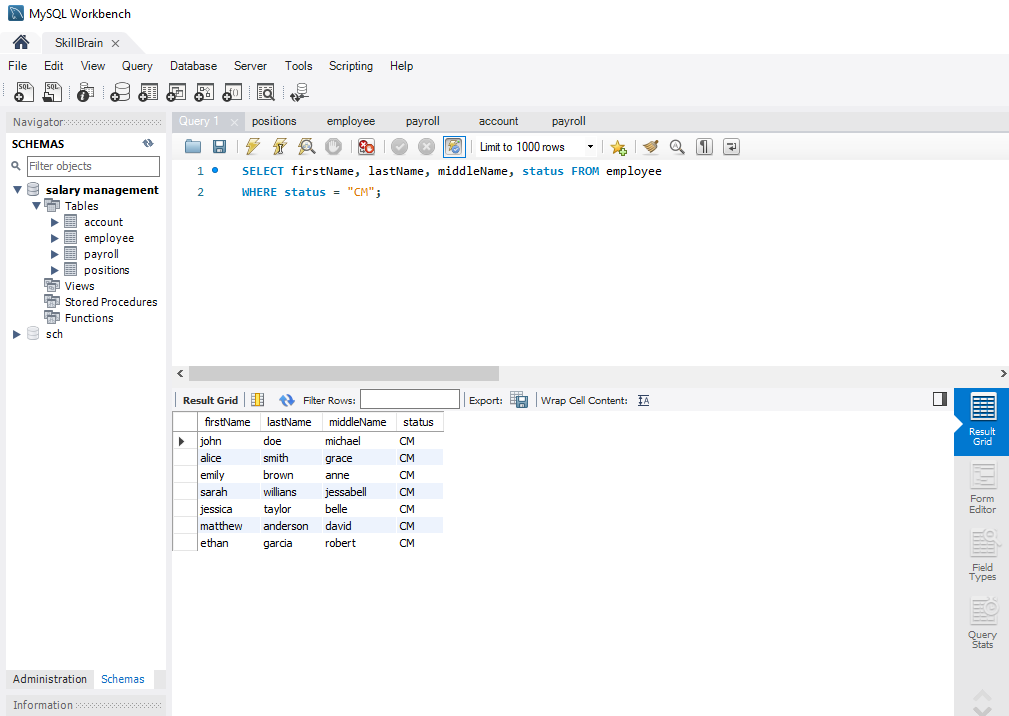 MySQL Workbench
SkillBrain
File Edit View Query Database Server Tools Scripting Help
Navigator
SCHEMAS
Filter objects
salary management
Tables
account
employee
payroll
positions
Views
Stored Procedures
Functions
sch
Administration Schemas
Information
Query 1 positions employee payroll account payroll
Limit to 1000 rows
1 SELECT firstName, lastName, middleName, status FROM employee
2 WHERE status = "CM";
Result Grid Filter Rows: Export: Wrap Cell Content:
firstName lastName middleName status
john doe michael CM
alice smith grace CM
emily brown anne CM
sarah willians jessabell CM
jessica taylor belle CM
matthew anderson david CM
ethan garcia robert CM
Result
Grid
Form
Editor
Field
Types
Query
Stats